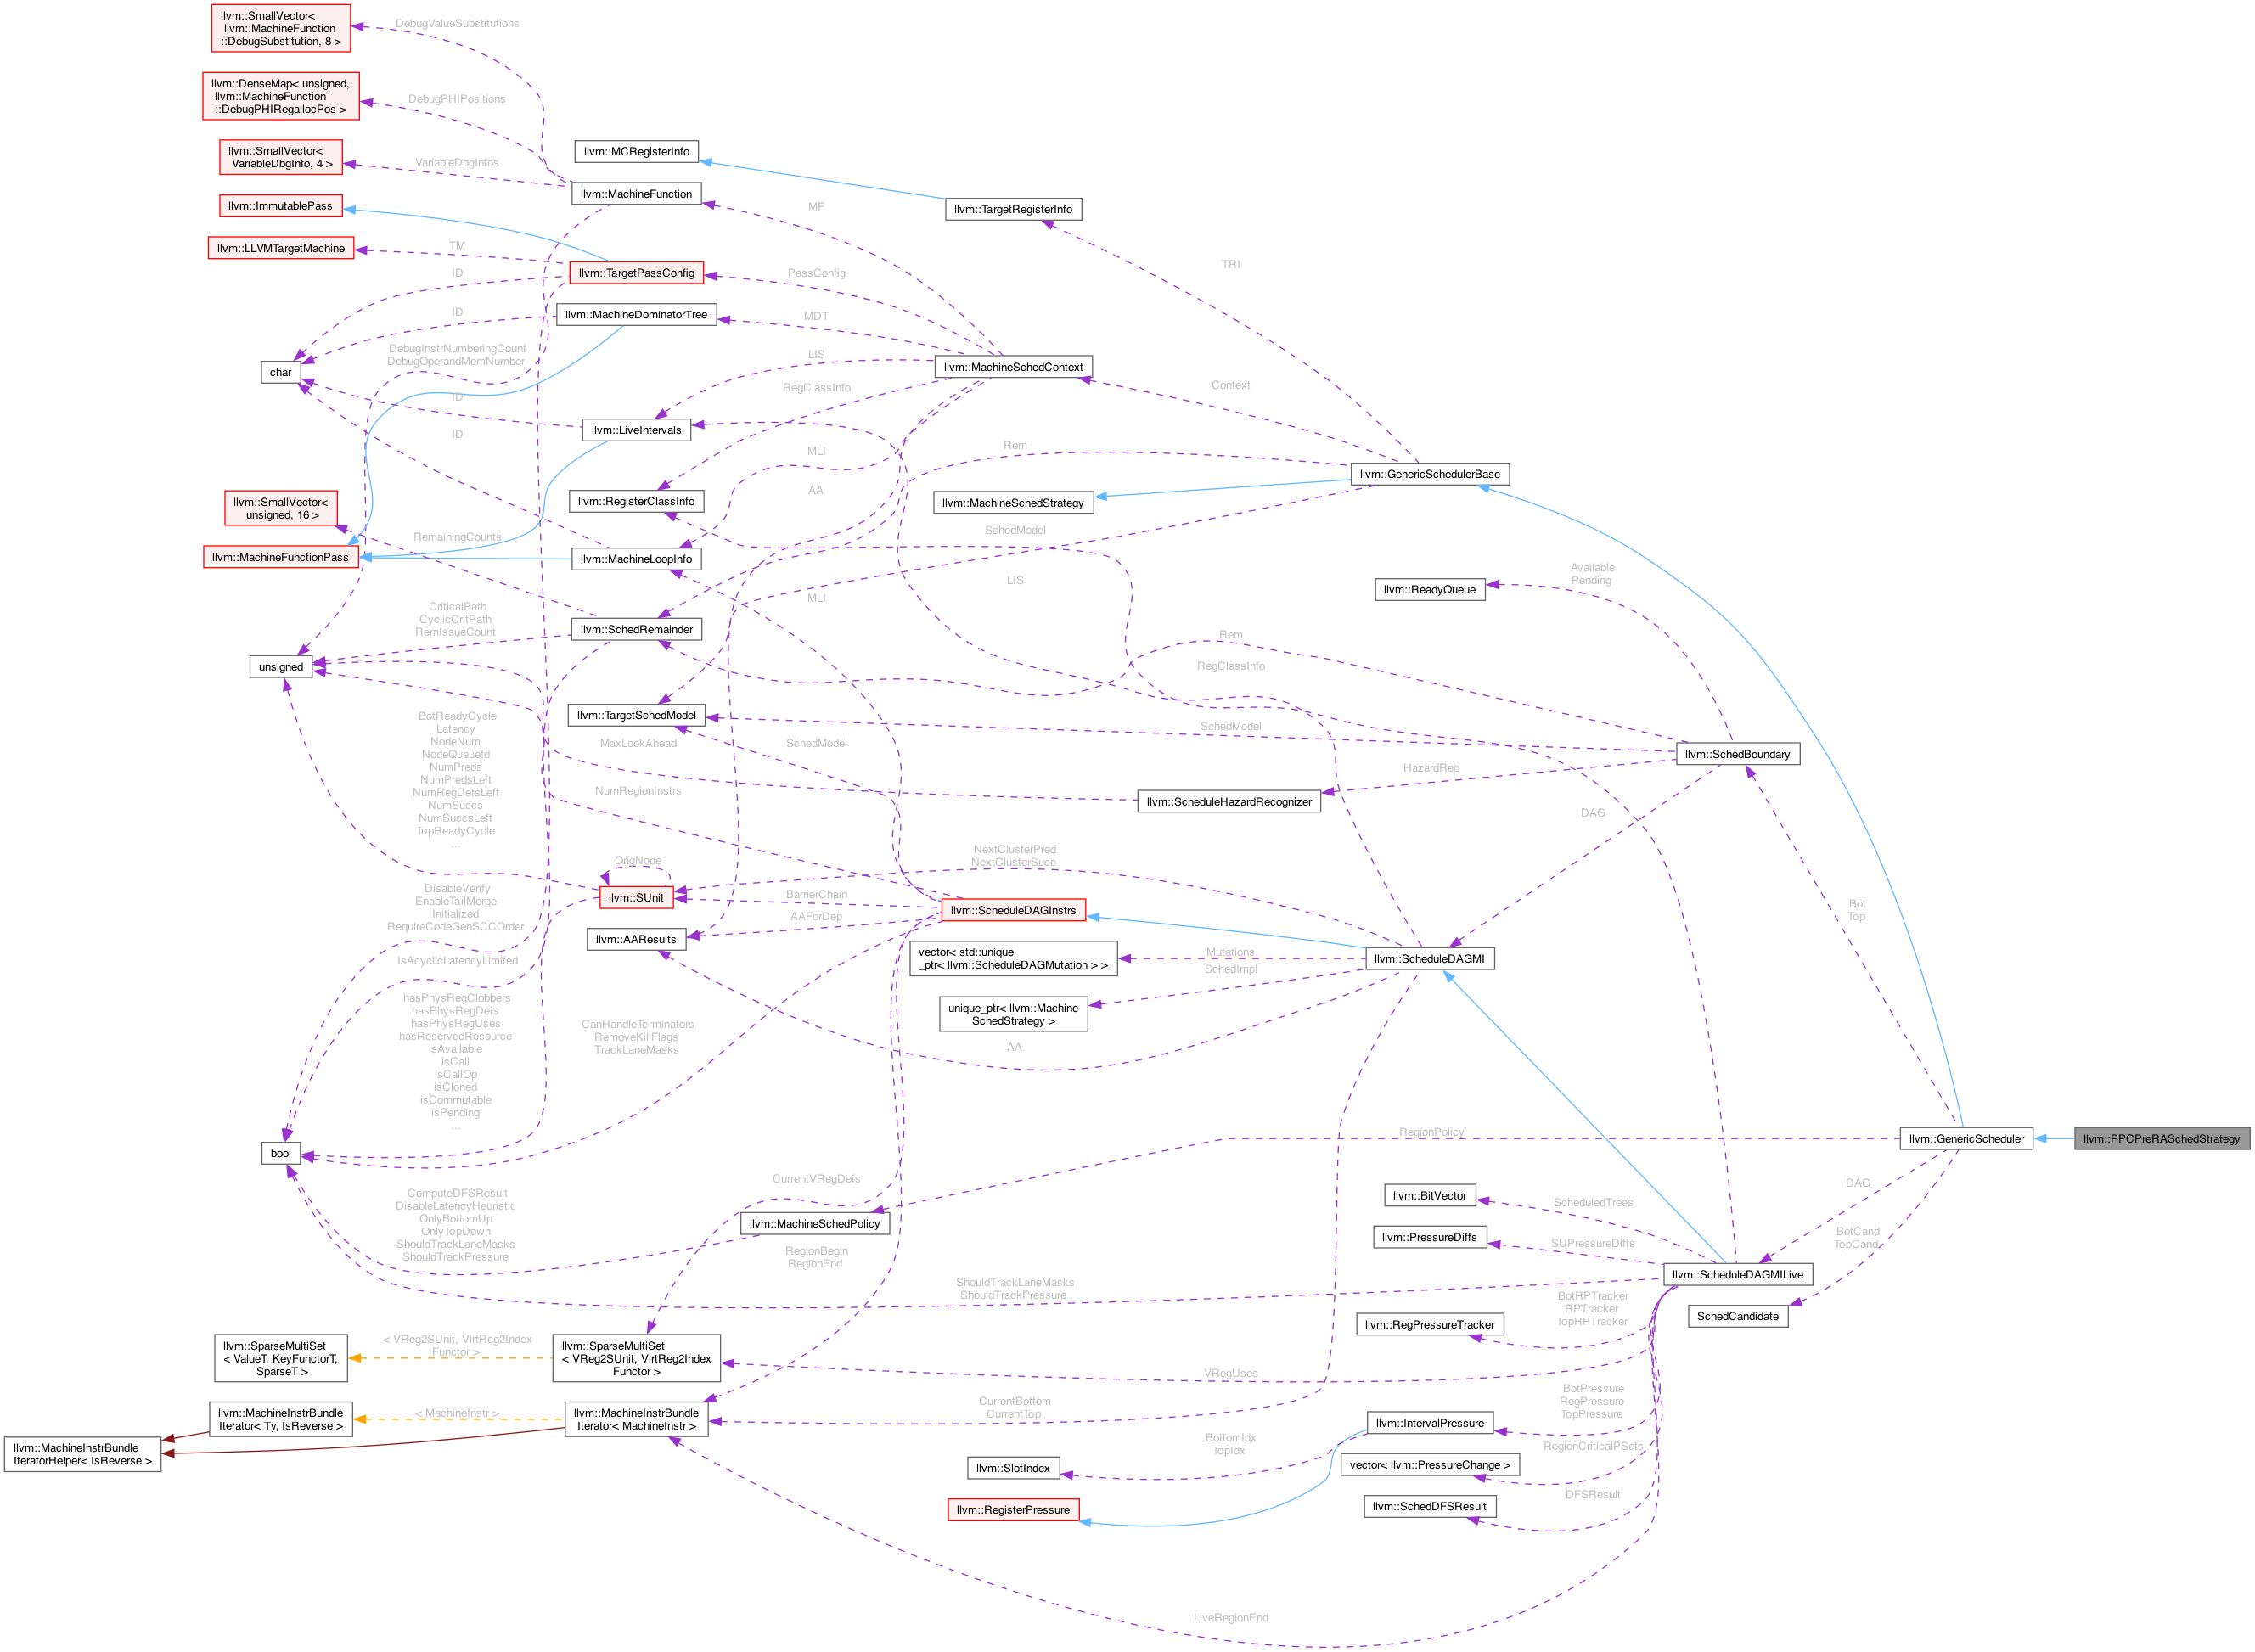 llvm::SmallVector<
llvm::MachineFunction
::DebugSubstitution, 8 >
DebugValueSubstitutions
llvm::DenseMap< unsigned,
llvm::MachineFunction
::DebugPHIRegallocPos >
DebugPHIPositions
llvm::SmallVector<
VariableDbgInfo, 4 >
VariableDbgInfos
llvm::MCRegisterInfo
llvm::MachineFunction
llvm::ImmutablePass
MF
llvm::TargetRegisterInfo
llvm::LLVMTargetMachine
TM
ID
llvm::TargetPassConfig
PassConfig
TRI
ID
llvm::MachineDominatorTree
MDT
DebugInstrNumberingCount
DebugOperandMemNumber
char
LIS
llvm::MachineSchedContext
RegClassInfo
Context
ID
llvm::LiveIntervals
ID
MLI
Rem
AA
llvm::GenericSchedulerBase
llvm::SmallVector<
unsigned, 16 >
llvm::RegisterClassInfo
llvm::MachineSchedStrategy
RemainingCounts
SchedModel
llvm::MachineFunctionPass
llvm::MachineLoopInfo
LIS
Available
Pending
llvm::ReadyQueue
MLI
CriticalPath
CyclicCritPath
RemIssueCount
llvm::SchedRemainder
Rem
unsigned
RegClassInfo
BotReadyCycle
Latency
NodeNum
NodeQueueId
NumPreds
NumPredsLeft
NumRegDefsLeft
NumSuccs
NumSuccsLeft
TopReadyCycle
...
llvm::TargetSchedModel
MaxLookAhead
SchedModel
SchedModel
llvm::SchedBoundary
HazardRec
NumRegionInstrs
llvm::ScheduleHazardRecognizer
DAG
OrigNode
NextClusterPred
NextClusterSucc
DisableVerify
EnableTailMerge
Initialized
RequireCodeGenSCCOrder
llvm::SUnit
BarrierChain
AAForDep
llvm::ScheduleDAGInstrs
Bot
Top
llvm::AAResults
IsAcyclicLatencyLimited
vector< std::unique
_ptr< llvm::ScheduleDAGMutation > >
Mutations
SchedImpl
llvm::ScheduleDAGMI
hasPhysRegClobbers
hasPhysRegDefs
hasPhysRegUses
hasReservedResource
isAvailable
isCall
isCallOp
isCloned
isCommutable
isPending
...
CanHandleTerminators
RemoveKillFlags
TrackLaneMasks
unique_ptr< llvm::Machine
SchedStrategy >
AA
bool
RegionPolicy
llvm::GenericScheduler
llvm::PPCPreRASchedStrategy
ComputeDFSResult
DisableLatencyHeuristic
OnlyBottomUp
OnlyTopDown
ShouldTrackLaneMasks
ShouldTrackPressure
CurrentVRegDefs
llvm::MachineSchedPolicy
llvm::BitVector
ScheduledTrees
DAG
RegionBegin
RegionEnd
llvm::PressureDiffs
SUPressureDiffs
BotCand
TopCand
ShouldTrackLaneMasks
ShouldTrackPressure
llvm::ScheduleDAGMILive
BotRPTracker
RPTracker
TopRPTracker
llvm::RegPressureTracker
SchedCandidate
llvm::SparseMultiSet
< ValueT, KeyFunctorT,
SparseT >
< VReg2SUnit, VirtReg2Index
Functor >
llvm::SparseMultiSet
< VReg2SUnit, VirtReg2Index
Functor >
VRegUses
llvm::MachineInstrBundle
Iterator< Ty, IsReverse >
< MachineInstr >
llvm::MachineInstrBundle
Iterator< MachineInstr >
CurrentBottom
CurrentTop
BotPressure
RegPressure
TopPressure
llvm::IntervalPressure
llvm::MachineInstrBundle
IteratorHelper< IsReverse >
BottomIdx
TopIdx
RegionCriticalPSets
llvm::SlotIndex
vector< llvm::PressureChange >
DFSResult
llvm::RegisterPressure
llvm::SchedDFSResult
LiveRegionEnd